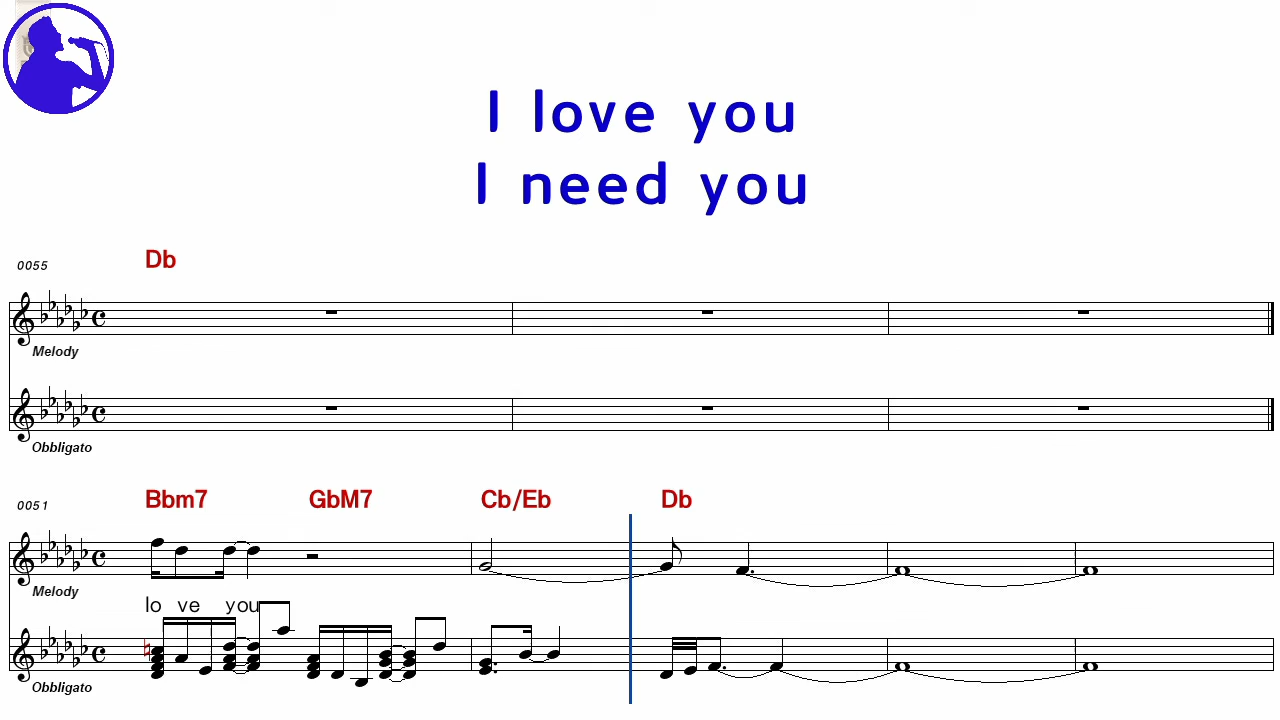 I love you
I need you
0055
Db
Melody
Obbligato
0051
Bbm7 GbM7 Cb/Eb Db
Melody
lo ve you
Obbligato